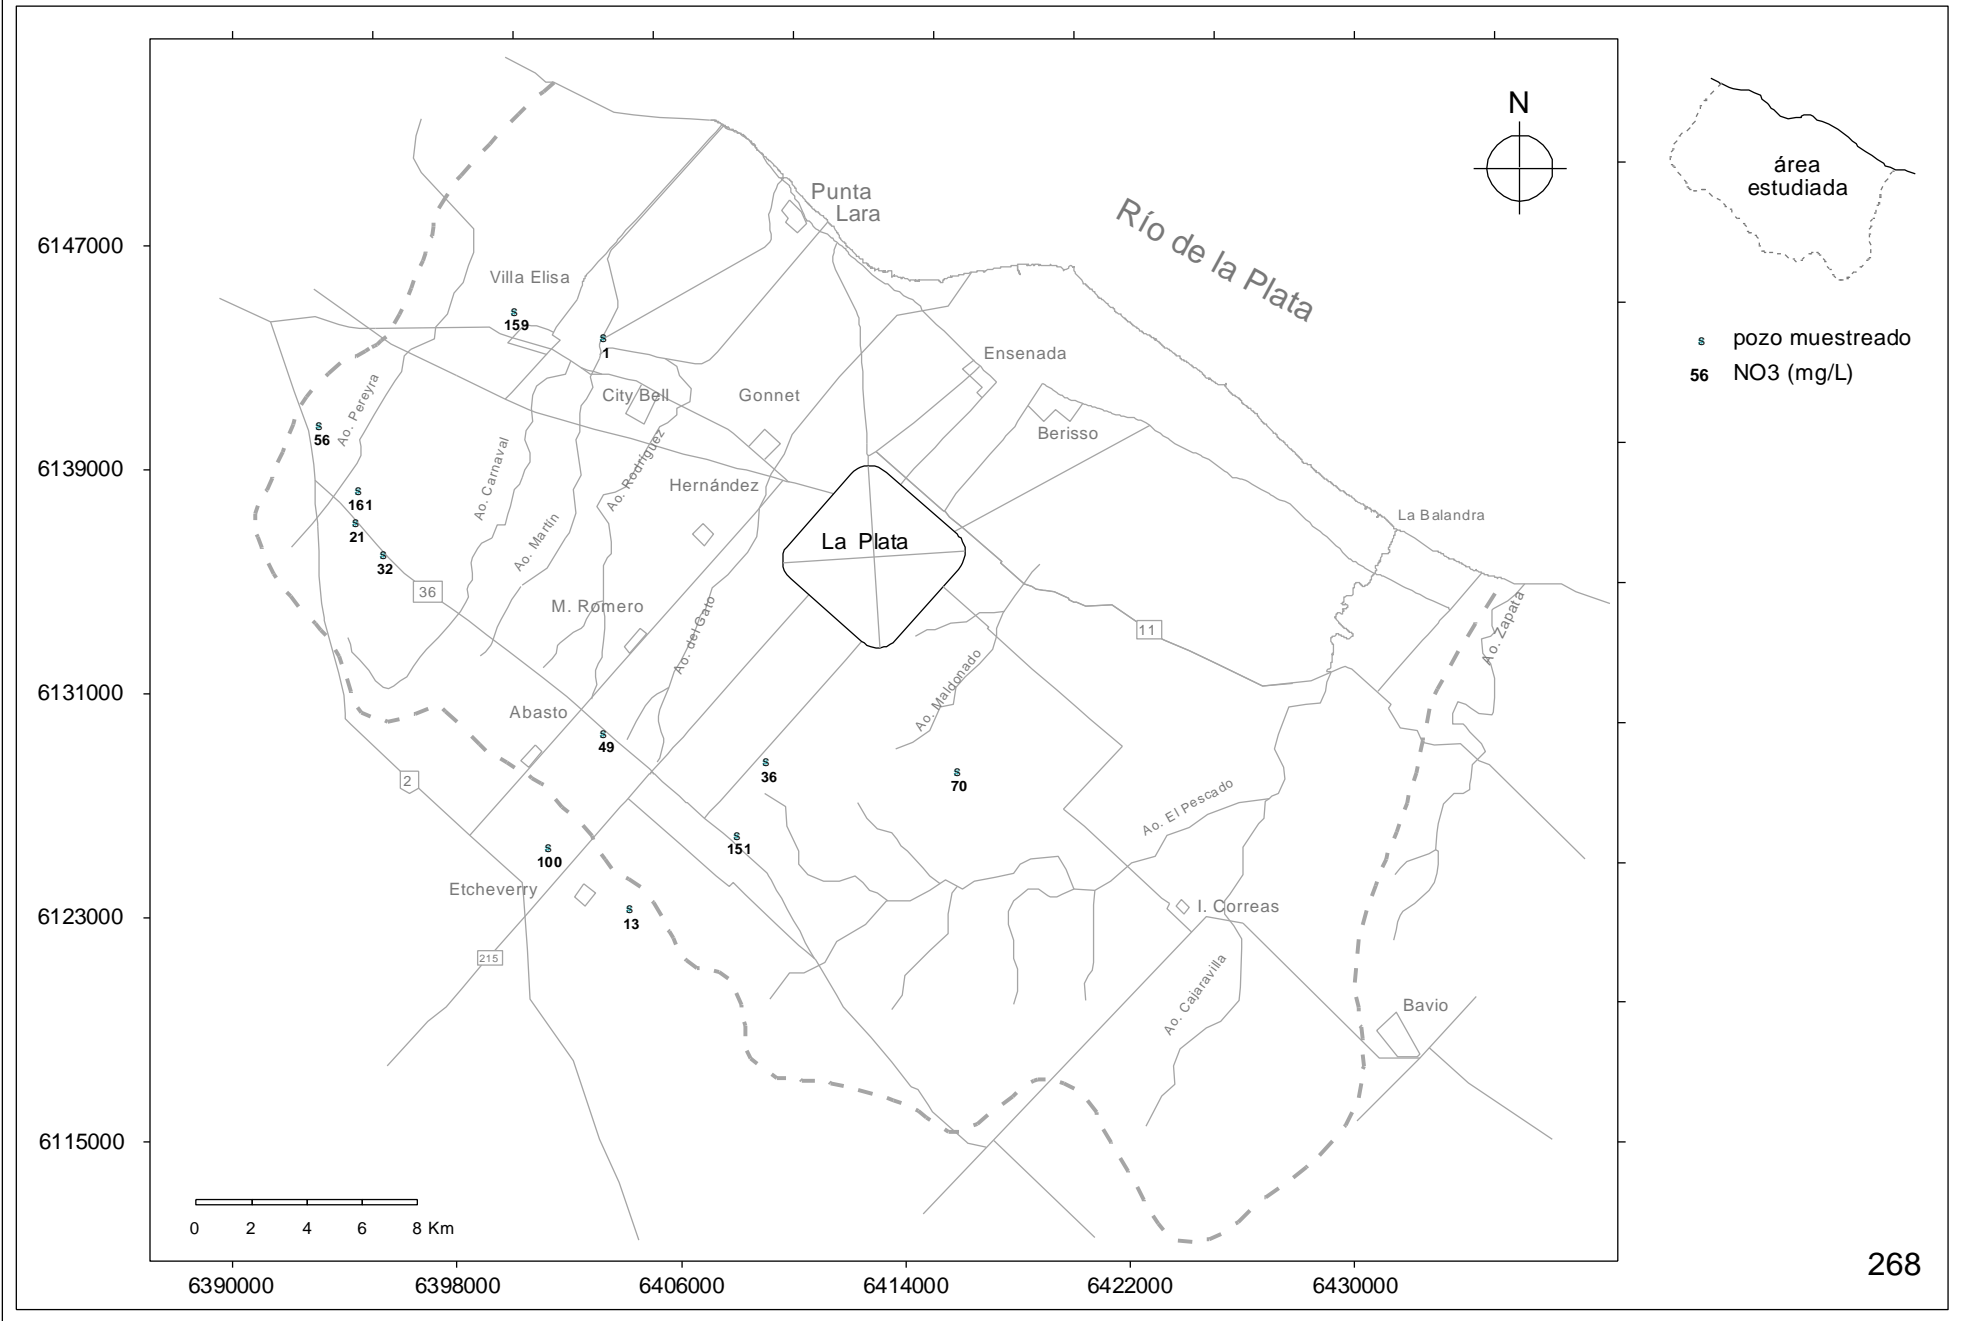 N
Punta
Lara
Río de la Plata
área
estudiada
6147000
Villa Elisa
s
159
s
1
s pozo muestreado
56 NO3 (mg/L)
Ensenada
City Bell
Gonnet
Ao. Pereyra
s
56
Berisso
6139000
Ao. Carnaval
Ao. Rodríguez
Hernández
s
161
s
21
La Balandra
Ao. Martín
La Plata
s
32
36
M. Romero
Ao. del Gato
11
Ao. Zapata
Ao. Maldonado
6131000
Abasto
s
49
s
36
s
70
2
Ao. El Pescado
s
151
s
100
Etcheverry
6123000
s
13
I. Correas
215
Ao. Cajaravilla
Bavio
6115000
0 2 4 6 8 Km
268
6390000 6398000 6406000 6414000 6422000 6430000